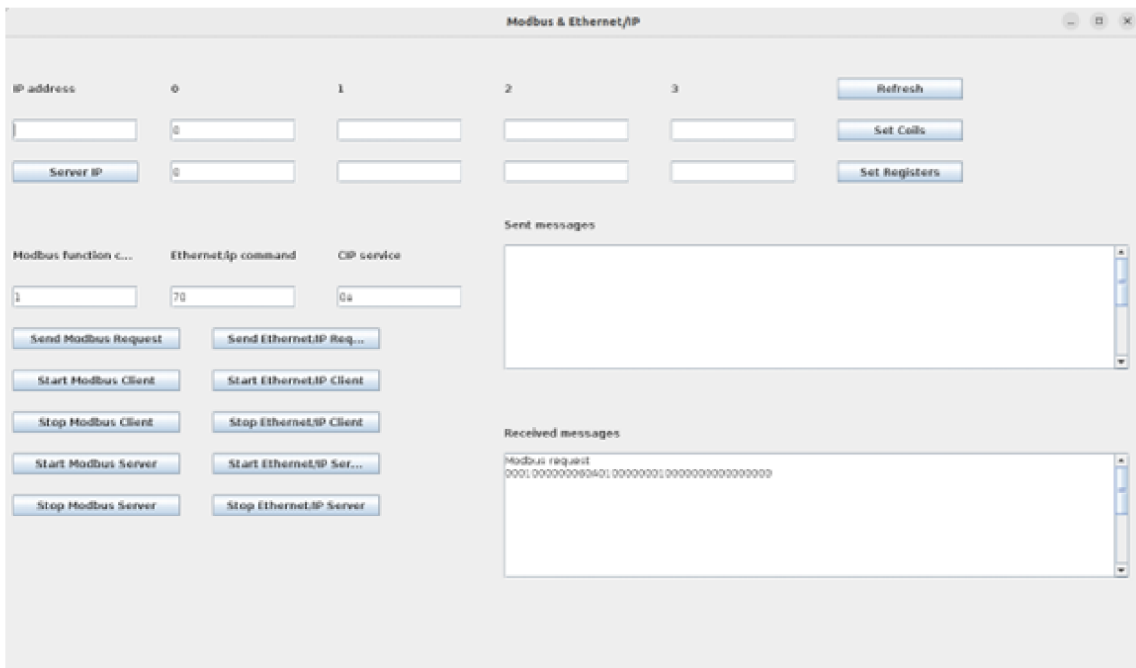 Modbus & Ethernet/IP
IP address 0 1 2 3 Refresh
0 Set Coils
Server IP 0 Set Registers
Sent messages
Modbus function c... Ethernet/ip command CIP service
1 70 0a
Send Modbus Request Send Ethernet/IP Req...
Start Modbus Client Start Ethernet/IP Client
Stop Modbus Client Stop Ethernet/IP Client
Received messages
Start Modbus Server Start Ethernet/IP Ser...
Modbus request
Stop Modbus Server Stop Ethernet/IP Server